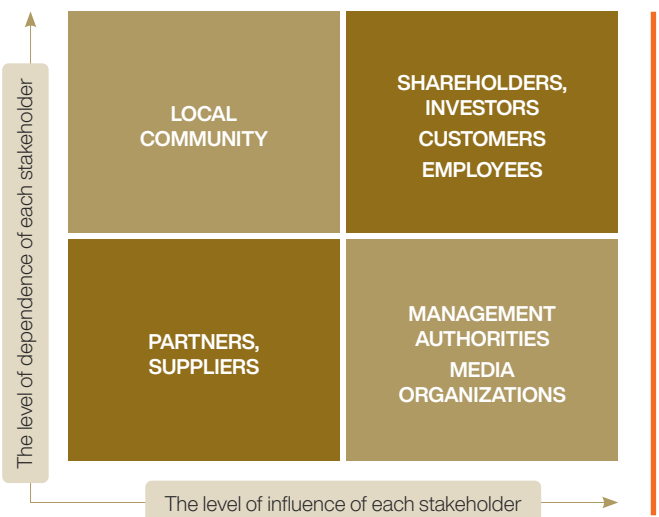 The level of dependence of each stakeholder
LOCAL
COMMUNITY
SHAREHOLDERS,
INVESTORS
CUSTOMERS
EMPLOYEES
PARTNERS,
SUPPLIERS
MANAGEMENT
AUTHORITIES
MEDIA
ORGANIZATIONS
The level of influence of each stakeholder